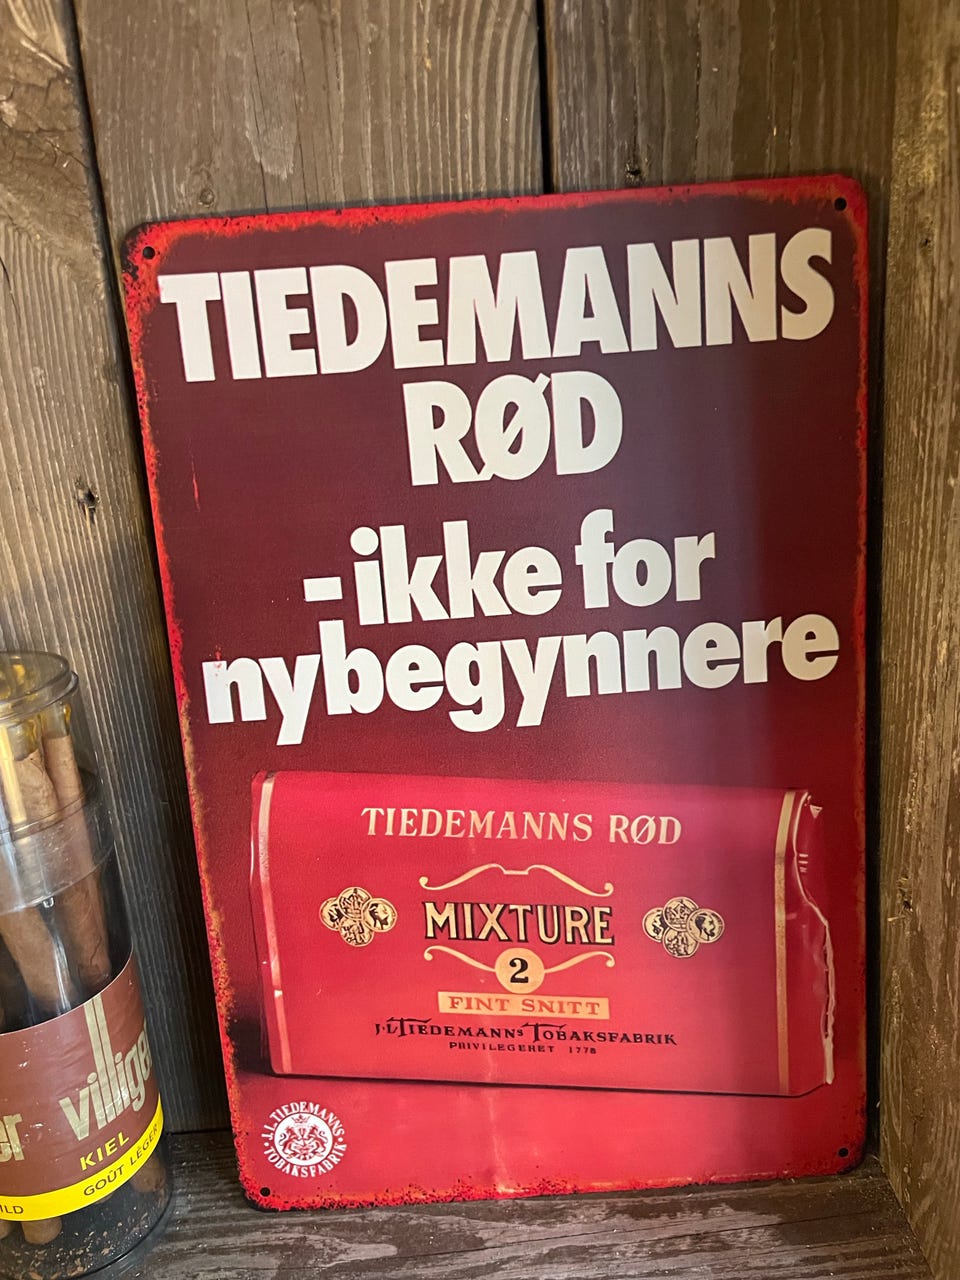 TIEDEMANNS
RØD
-ikke for
nybegynnere
TIEDEMANNS RØD
MIXTURE
2
FINT SNITT
J.L.TIEDEMANNS TOBAKSFABRIK
PRIVILEGERET 1778
J.L.TIEDEMANNS
TOBAKSFABRIK
villige
KIEL
GOÛT LÉGER